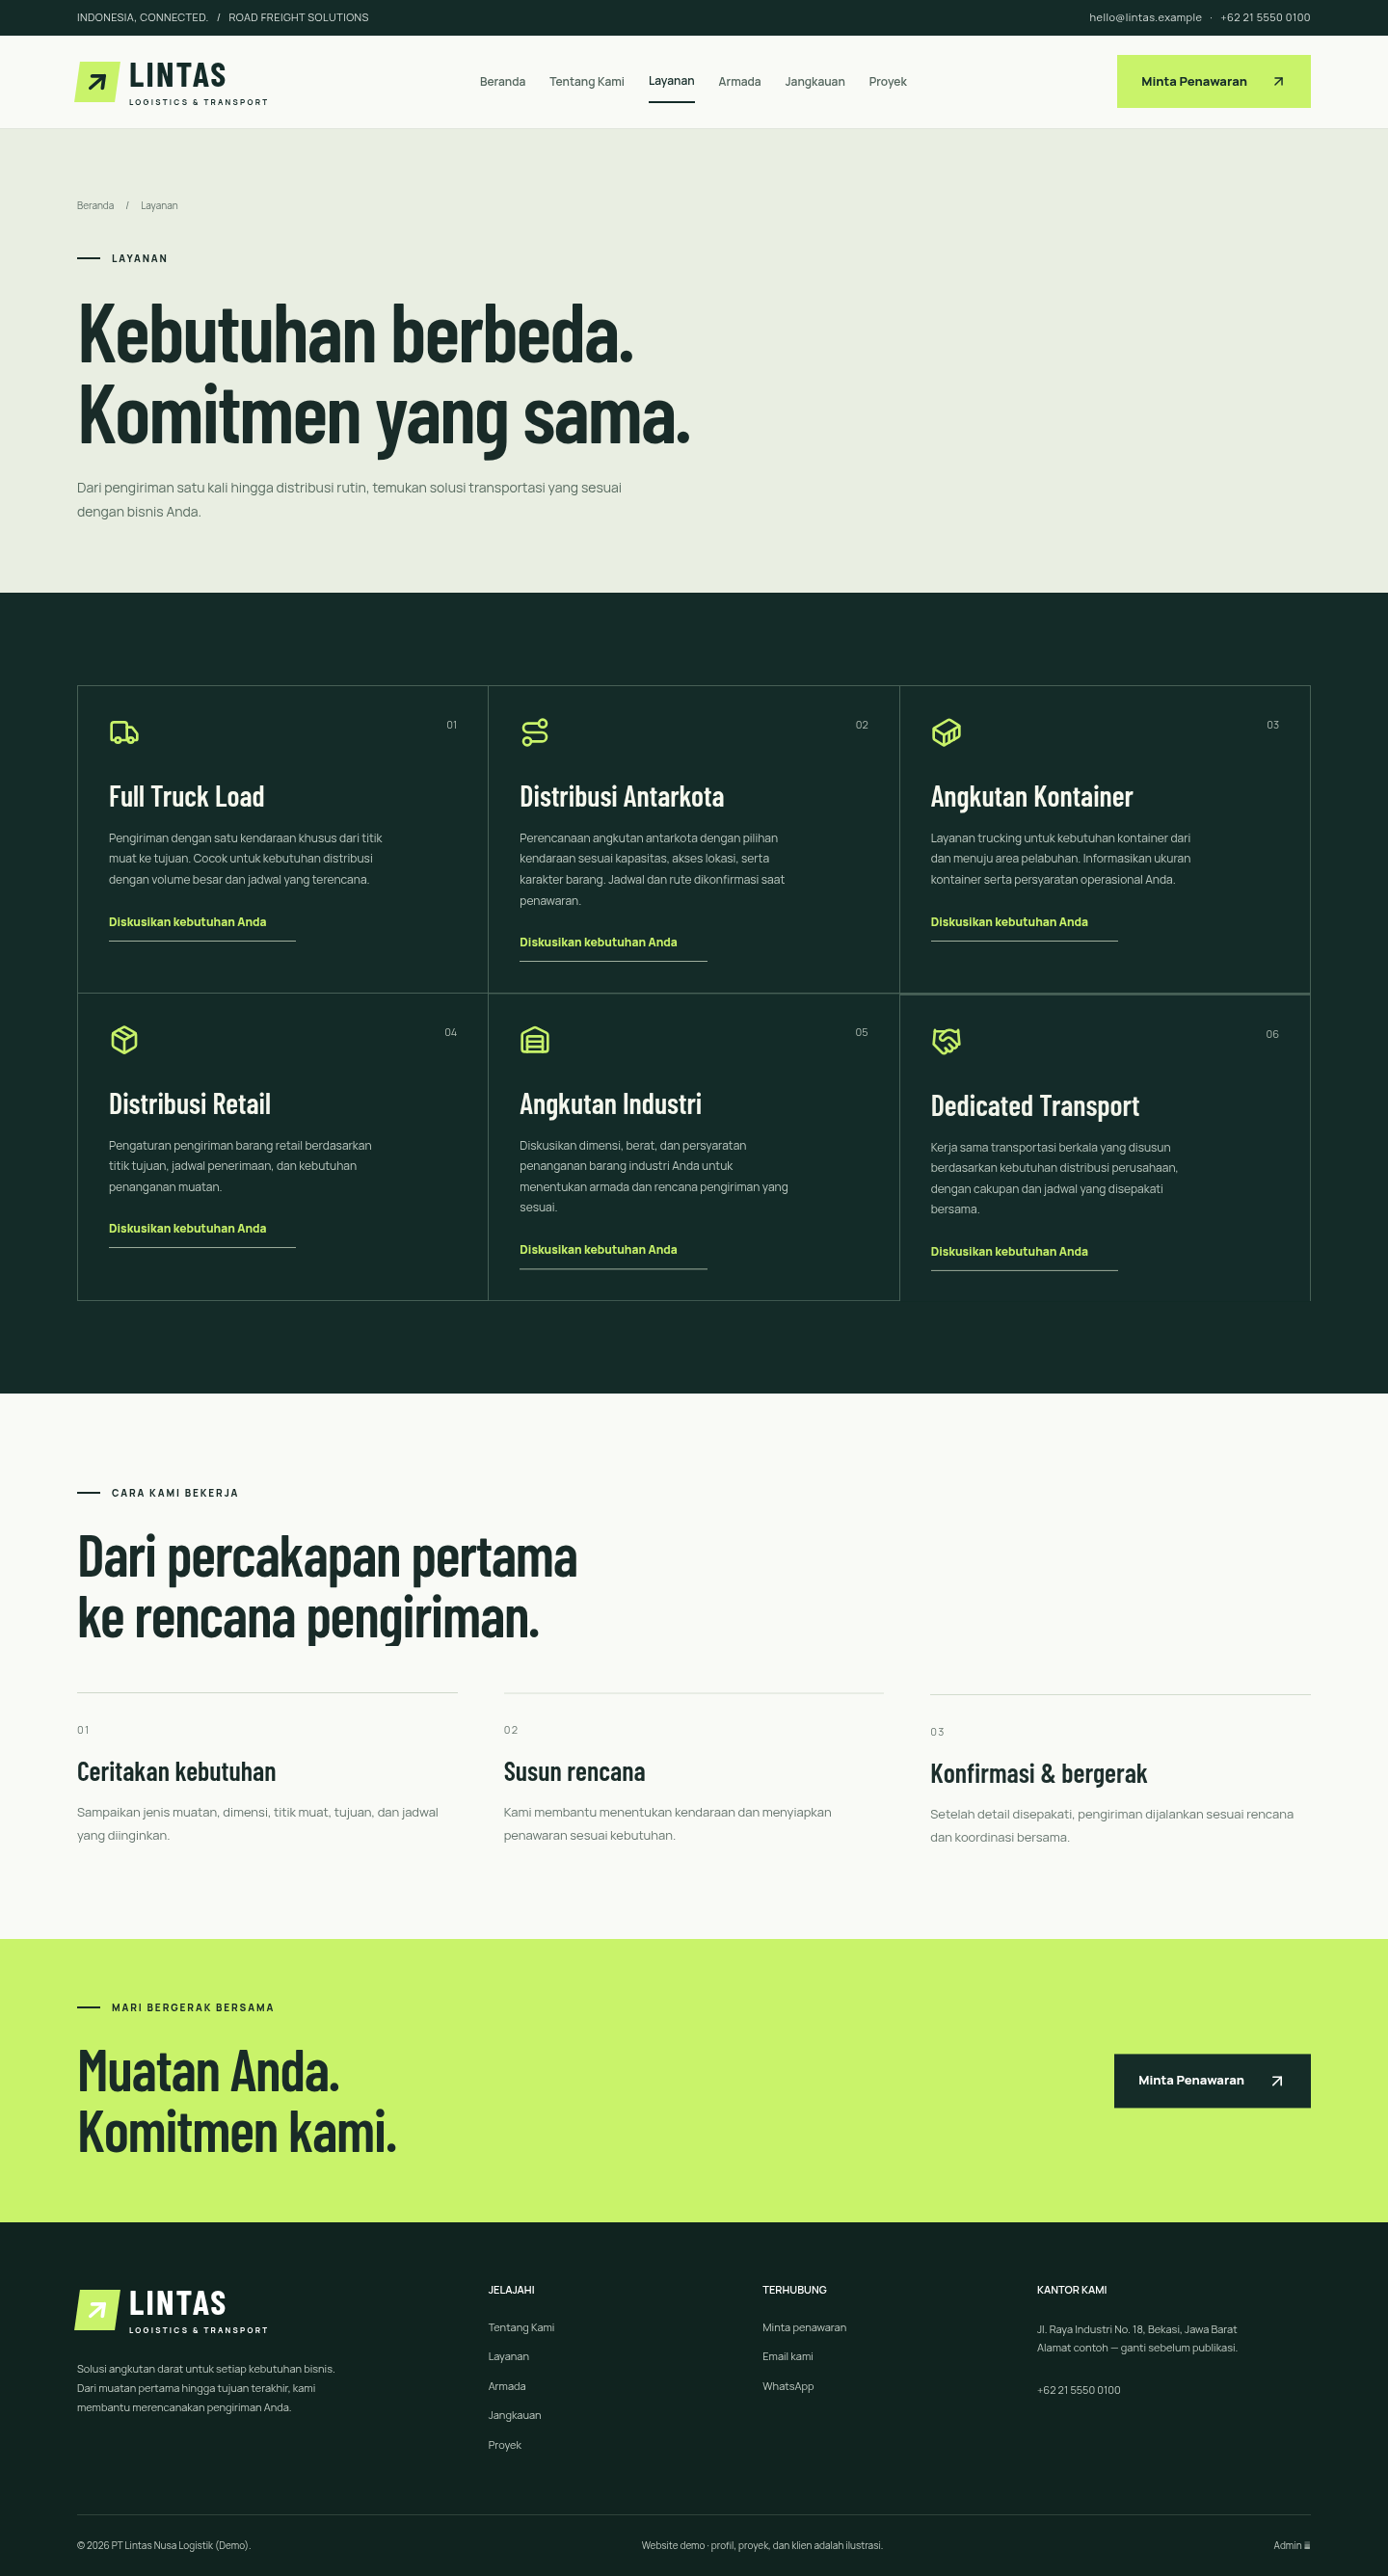 INDONESIA, CONNECTED. / ROAD FREIGHT SOLUTIONS
hello@lintas.example · +62 21 5550 0100
LINTAS
LOGISTICS & TRANSPORT
Beranda
Tentang Kami
Layanan
Armada
Jangkauan
Proyek
Minta Penawaran
Beranda / Layanan
LAYANAN
Kebutuhan berbeda.
Komitmen yang sama.
Dari pengiriman satu kali hingga distribusi rutin, temukan solusi transportasi yang sesuai
dengan bisnis Anda.
01
Full Truck Load
Pengiriman dengan satu kendaraan khusus dari titik
muat ke tujuan. Cocok untuk kebutuhan distribusi
dengan volume besar dan jadwal yang terencana.
Diskusikan kebutuhan Anda
02
Distribusi Antarkota
Perencanaan angkutan antarkota dengan pilihan
kendaraan sesuai kapasitas, akses lokasi, serta
karakter barang. Jadwal dan rute dikonfirmasi saat
penawaran.
Diskusikan kebutuhan Anda
03
Angkutan Kontainer
Layanan trucking untuk kebutuhan kontainer dari
dan menuju area pelabuhan. Informasikan ukuran
kontainer serta persyaratan operasional Anda.
Diskusikan kebutuhan Anda
04
Distribusi Retail
Pengaturan pengiriman barang retail berdasarkan
titik tujuan, jadwal penerimaan, dan kebutuhan
penanganan muatan.
Diskusikan kebutuhan Anda
05
Angkutan Industri
Diskusikan dimensi, berat, dan persyaratan
penanganan barang industri Anda untuk
menentukan armada dan rencana pengiriman yang
sesuai.
Diskusikan kebutuhan Anda
06
Dedicated Transport
Kerja sama transportasi berkala yang disusun
berdasarkan kebutuhan distribusi perusahaan,
dengan cakupan dan jadwal yang disepakati
bersama.
Diskusikan kebutuhan Anda
CARA KAMI BEKERJA
Dari percakapan pertama
ke rencana pengiriman.
01
Ceritakan kebutuhan
Sampaikan jenis muatan, dimensi, titik muat, tujuan, dan jadwal
yang diinginkan.
02
Susun rencana
Kami membantu menentukan kendaraan dan menyiapkan
penawaran sesuai kebutuhan.
03
Konfirmasi & bergerak
Setelah detail disepakati, pengiriman dijalankan sesuai rencana
dan koordinasi bersama.
MARI BERGERAK BERSAMA
Muatan Anda.
Komitmen kami.
Minta Penawaran
LINTAS
LOGISTICS & TRANSPORT
Solusi angkutan darat untuk setiap kebutuhan bisnis.
Dari muatan pertama hingga tujuan terakhir, kami
membantu merencanakan pengiriman Anda.
JELAJAHI
Tentang Kami
Layanan
Armada
Jangkauan
Proyek
TERHUBUNG
Minta penawaran
Email kami
WhatsApp
KANTOR KAMI
Jl. Raya Industri No. 18, Bekasi, Jawa Barat
Alamat contoh — ganti sebelum publikasi.
+62 21 5550 0100
© 2026 PT Lintas Nusa Logistik (Demo).
Website demo · profil, proyek, dan klien adalah ilustrasi.
Admin